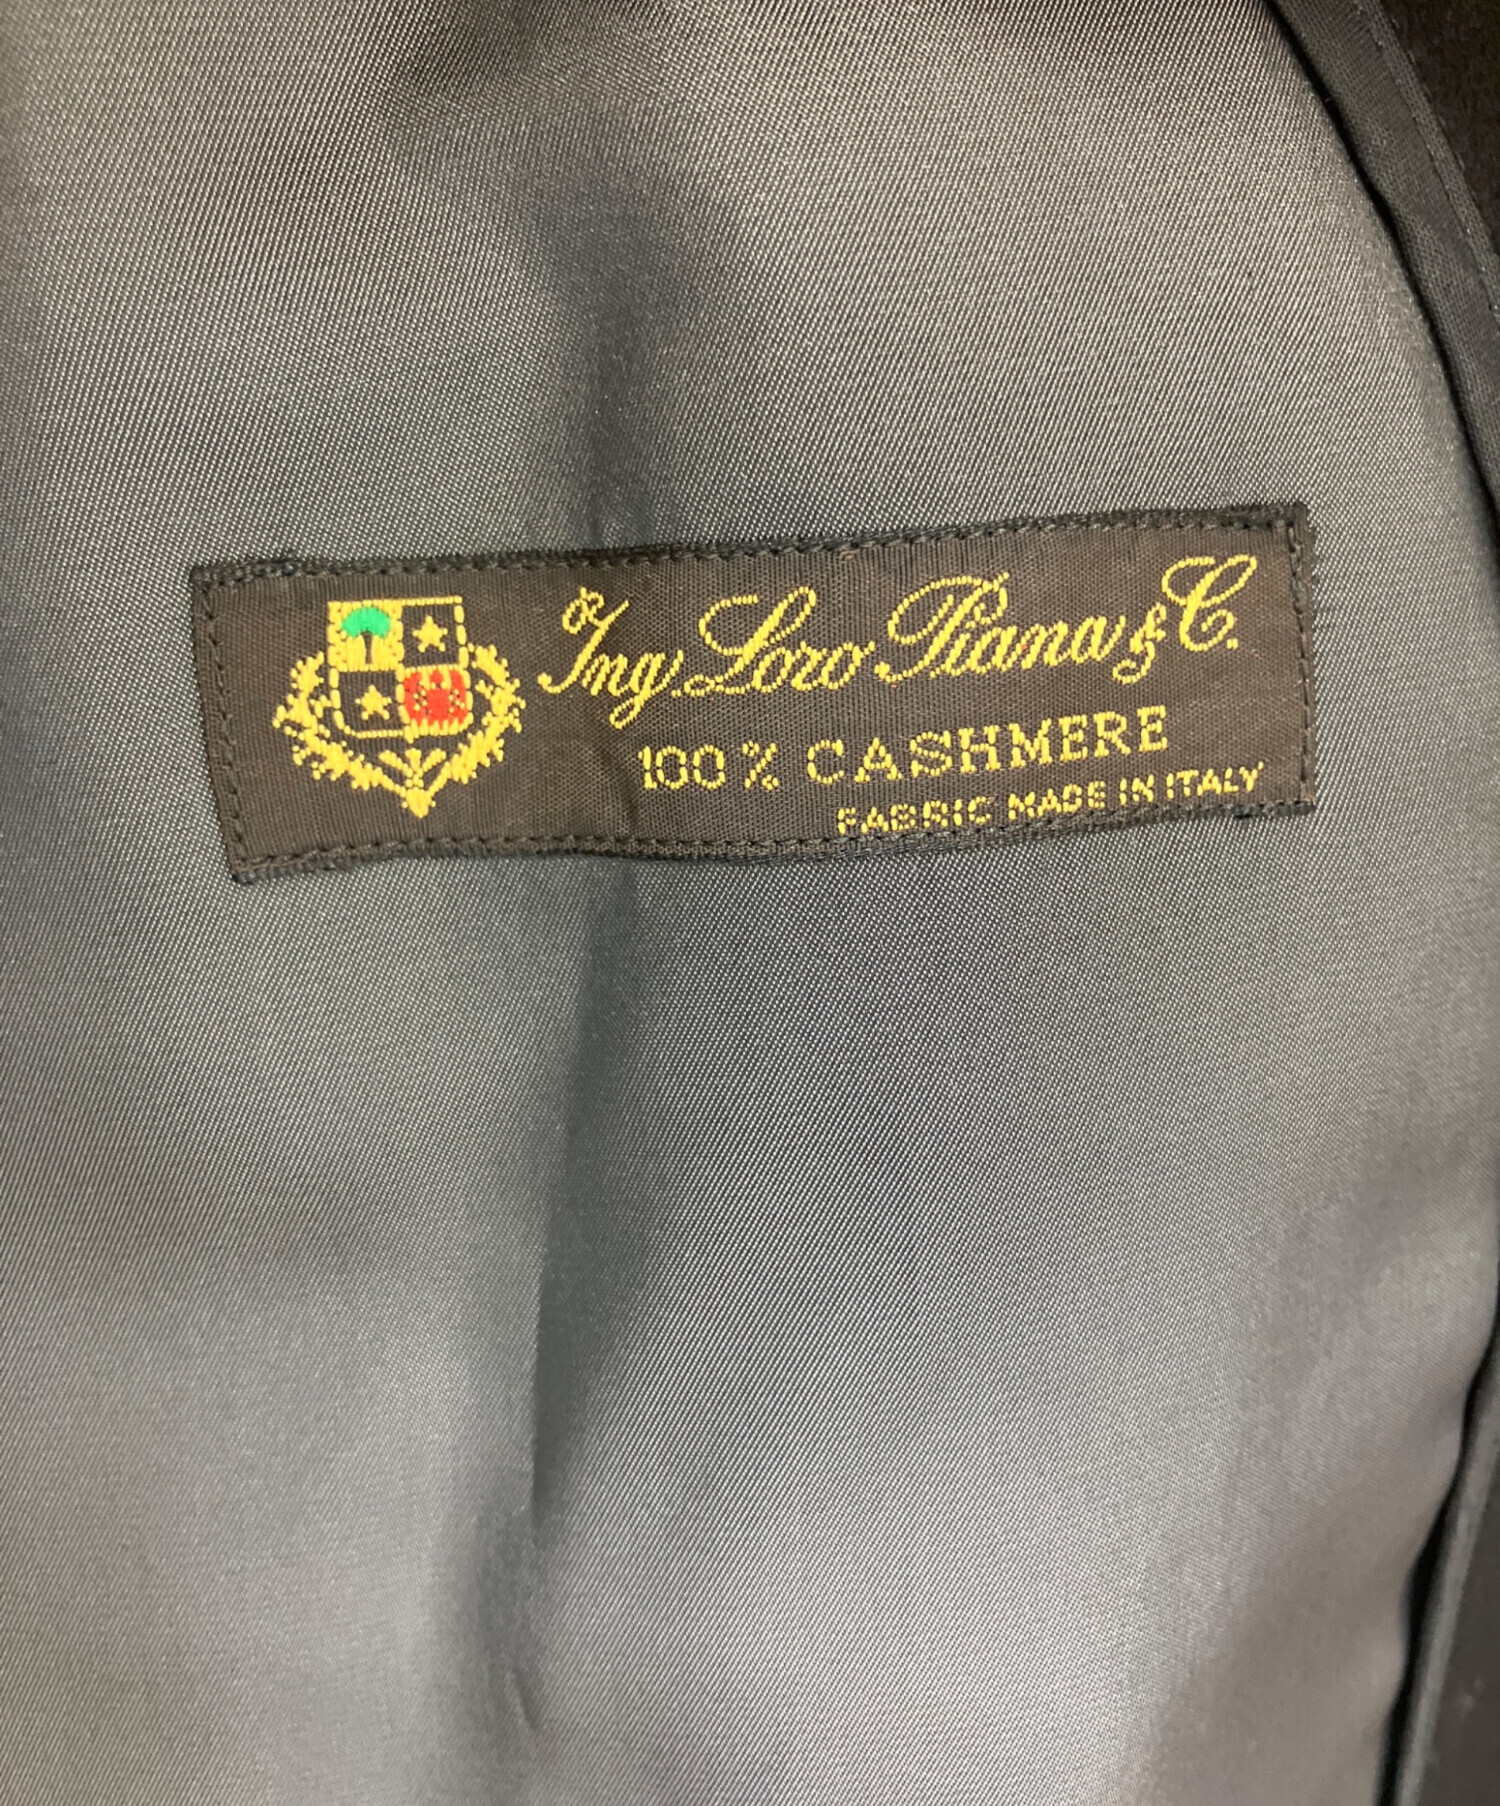 Ing. Loro Piana & C.
100% CASHMERE
FABRIC MADE IN ITALY